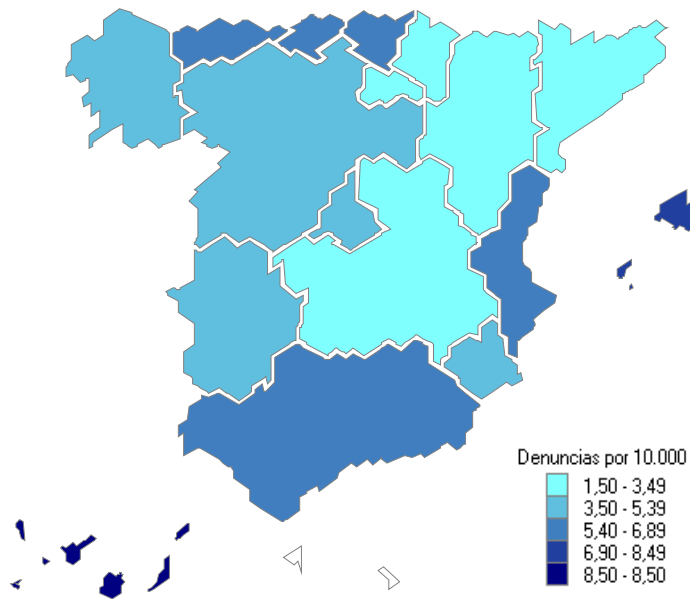 Denuncias por 10.000
1,50 - 3,49
3,50 - 5,39
5,40 - 6,89
6,90 - 8,49
8,50 - 8,50